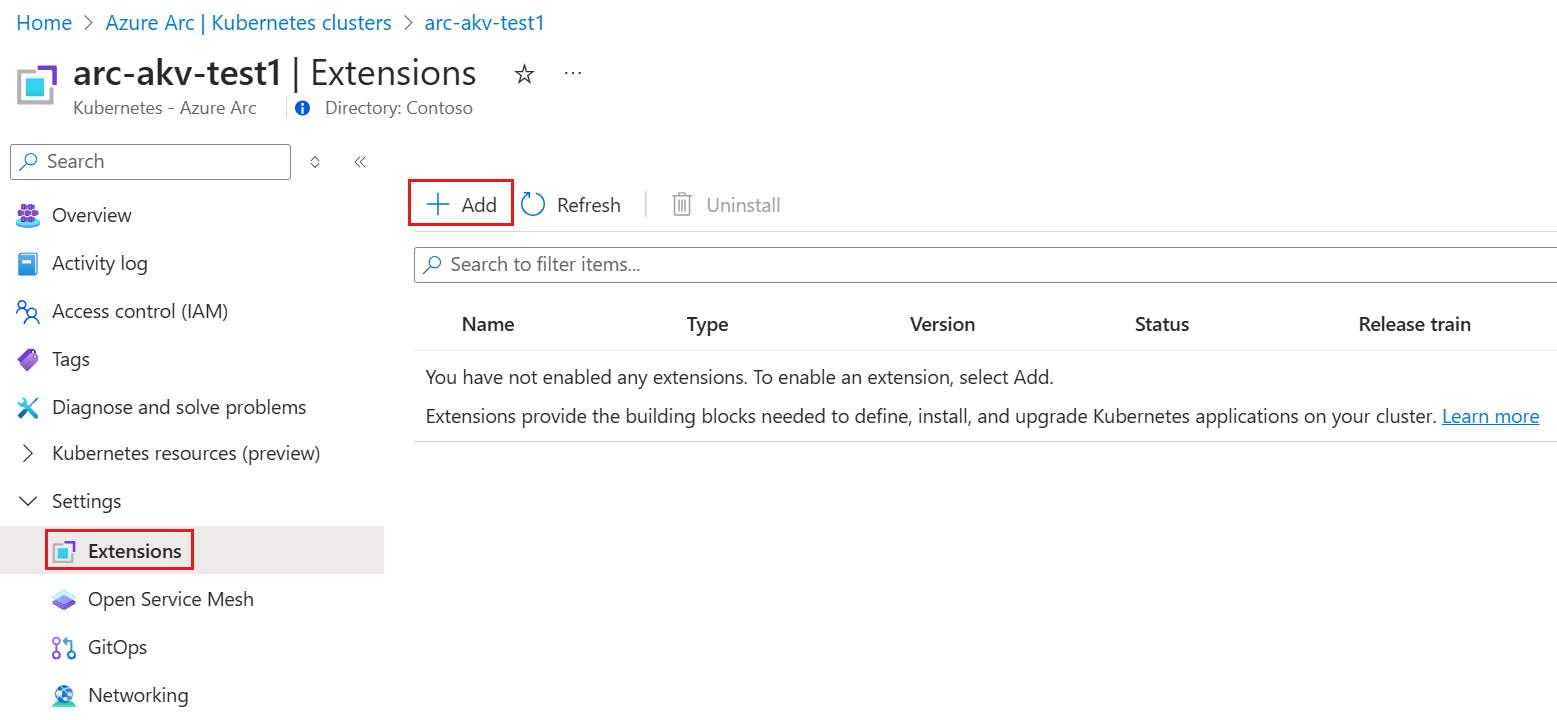 Home > Azure Arc | Kubernetes clusters > arc-akv-test1
arc-akv-test1 | Extensions
Kubernetes - Azure Arc
Directory: Contoso
Search
Overview
Activity log
Access control (IAM)
Tags
Diagnose and solve problems
Kubernetes resources (preview)
Settings
Extensions
Open Service Mesh
GitOps
Networking
Add Refresh Uninstall
Search to filter items...
Name Type Version Status Release train
You have not enabled any extensions. To enable an extension, select Add.
Extensions provide the building blocks needed to define, install, and upgrade Kubernetes applications on your cluster. Learn more